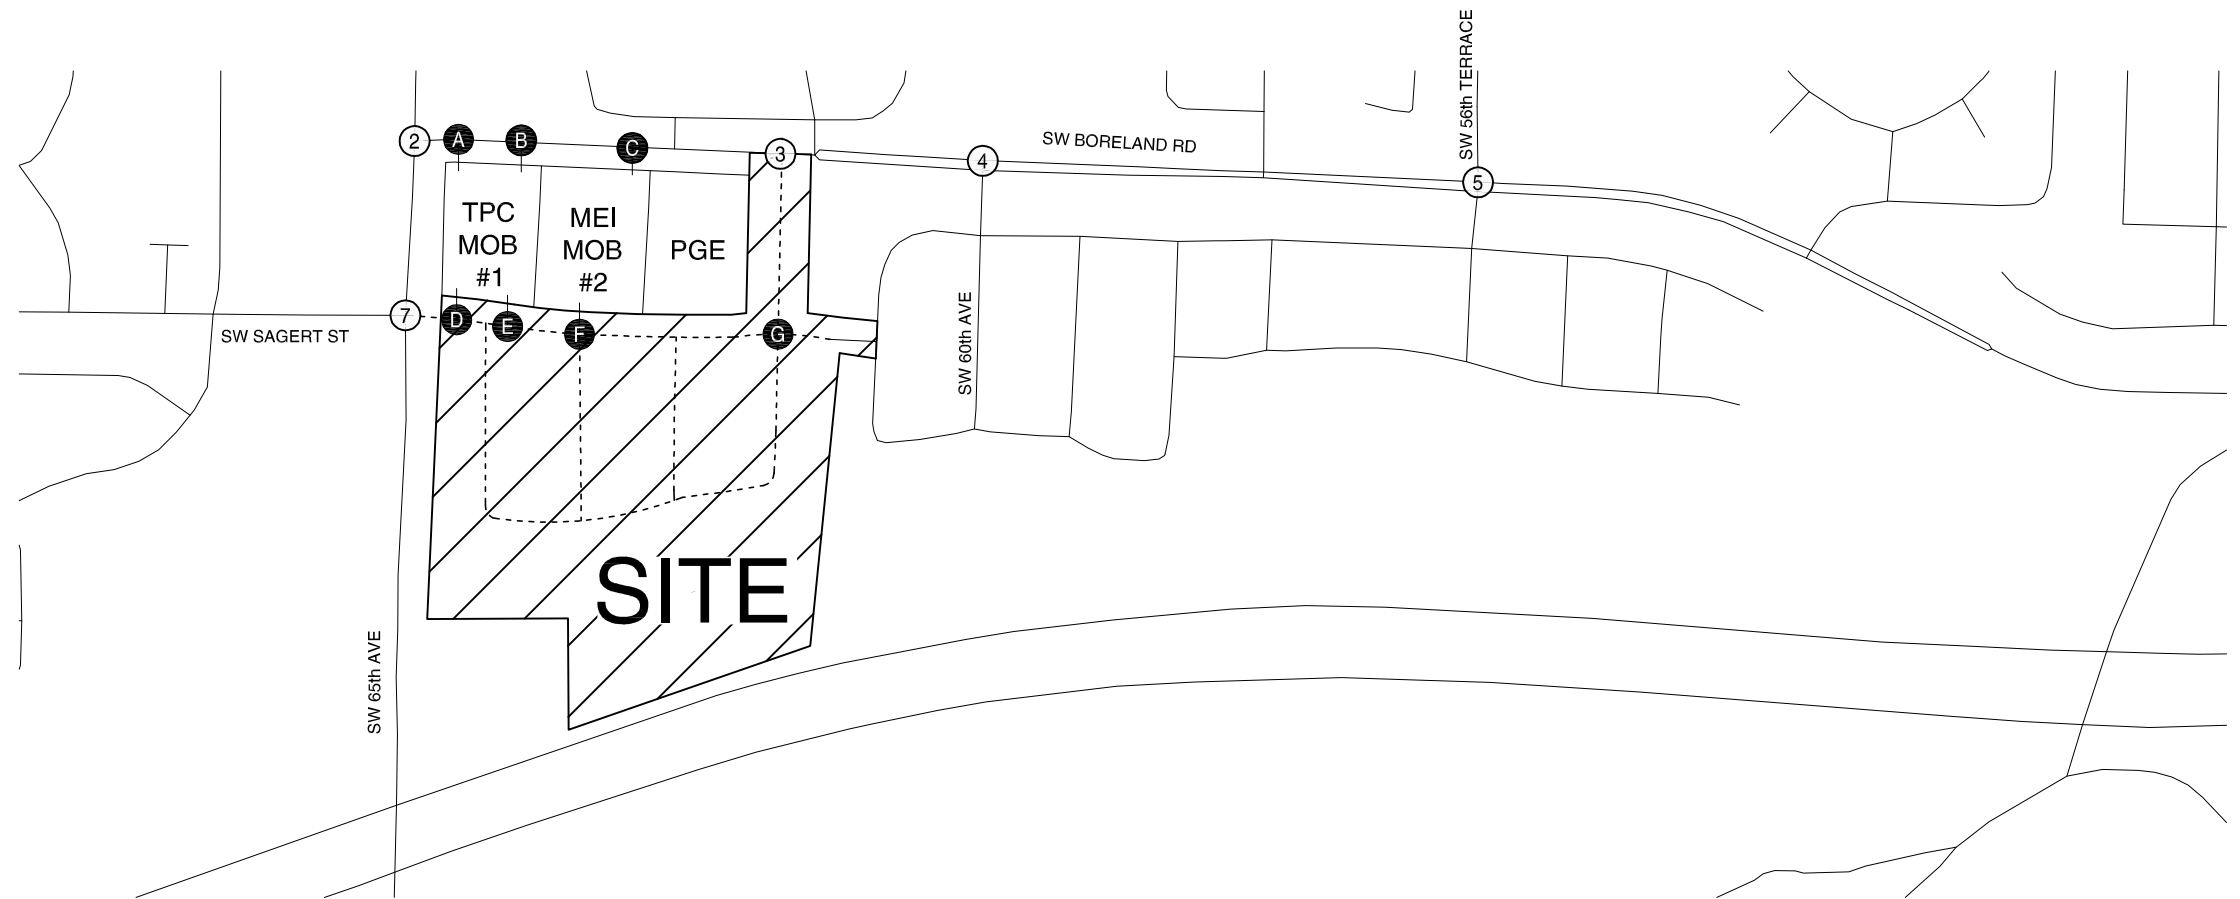 SW 56th TERRACE
SW BORELAND RD
2
A
B
C
3
4
5
TPC
MOB
#1
MEI
MOB
#2
PGE
7
D
E
F
G
SW SAGERT ST
SW 60th AVE
SITE
SW 65th AVE